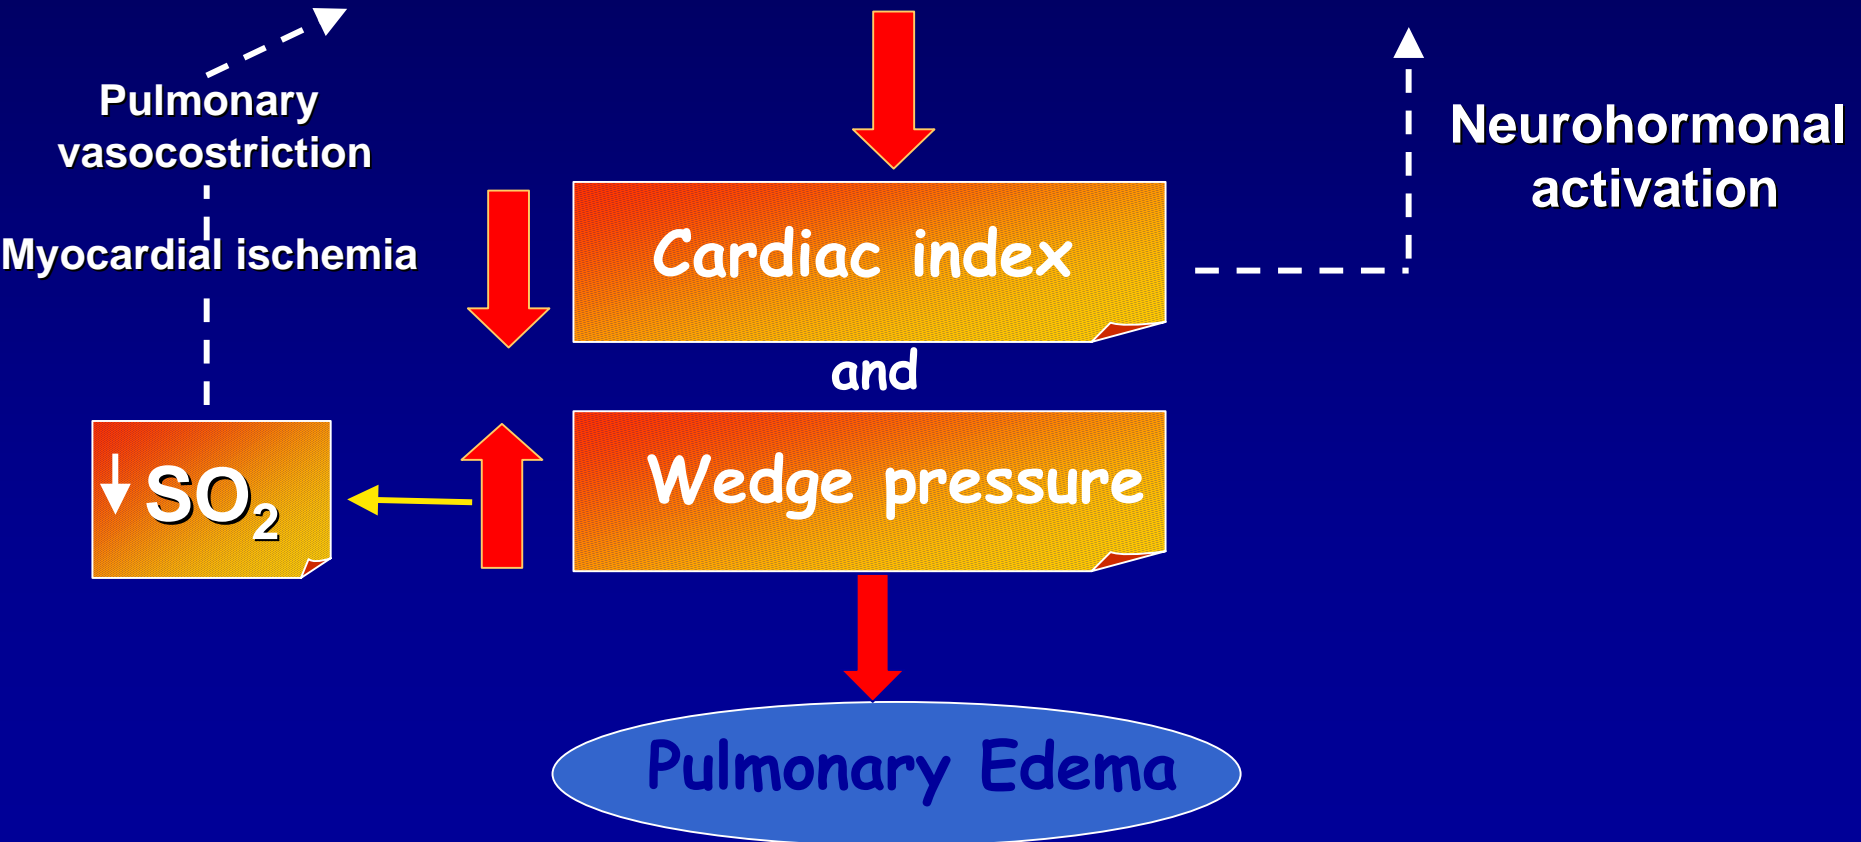 Pulmonary
vasocostriction
Myocardial ischemia
Neurohormonal
activation
Cardiac index
and
Wedge pressure
SO₂
Pulmonary Edema